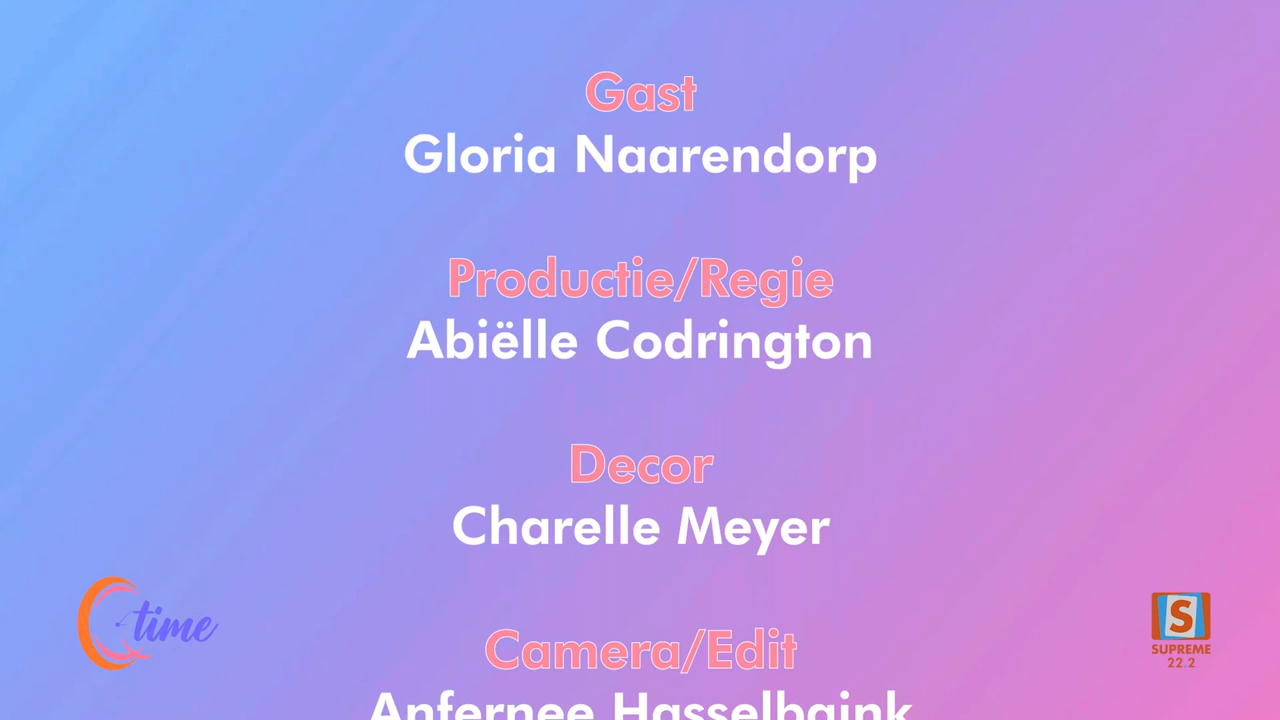 Gast
Gloria Naarendorp
Productie/Regie
Abiëlle Codrington
Decor
Charelle Meyer
Camera/Edit
Anfernee Hasselbaink
C-time
S
SUPREME
22.2